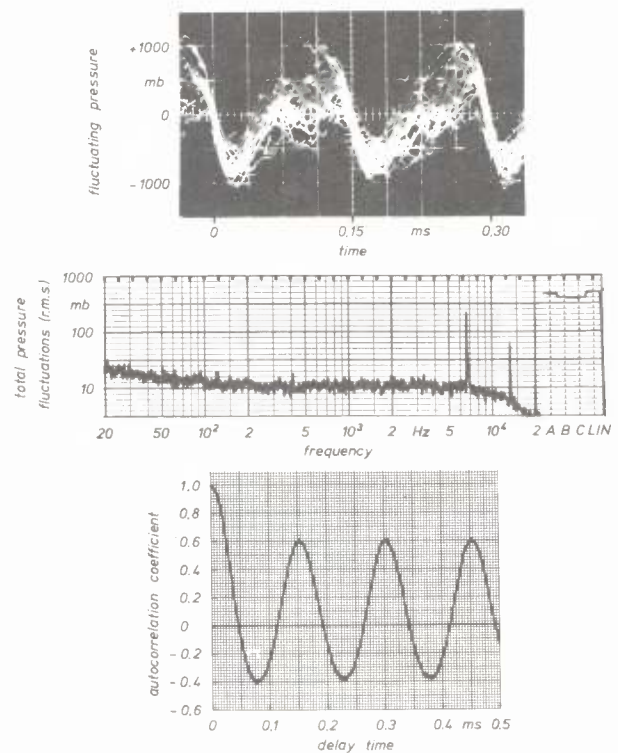 fluctuating pressure
+1000
mb
0
-1000
0 0,15 ms 0,30
time
total pressure
fluctuations (r.m.s)
1000
mb
100
10
20 50 10² 2 5 10³ 2 Hz 5 10⁴ 2 A B C LIN
frequency
autocorrelation coefficient
1.0
0.8
0.6
0.4
0.2
0
-0.2
-0.4
-0.6
0 0.1 0.2 0.3 0.4 ms 0.5
delay time